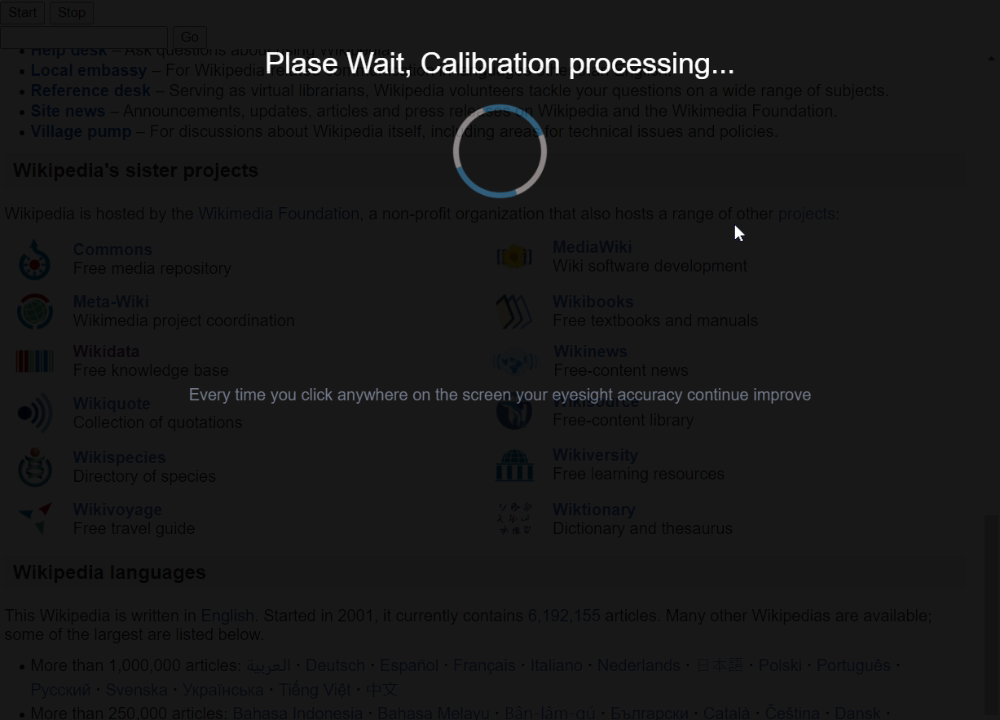 Start Stop
Go
Plase Wait, Calibration processing...
Help desk – Ask questions about using Wikipedia.
Local embassy – For Wikipedia
Reference desk – Serving as virtual librarians, Wikipedia volunteers tackle your questions on a wide range of subjects.
Site news – Announcements, updates, articles and press releases on Wikipedia and the Wikimedia Foundation.
Village pump – For discussions about Wikipedia itself, including areas for technical issues and policies.
Wikipedia's sister projects
Wikipedia is hosted by the Wikimedia Foundation, a non-profit organization that also hosts a range of other projects:
Commons
Free media repository
MediaWiki
Wiki software development
Meta-Wiki
Wikimedia project coordination
Wikibooks
Free textbooks and manuals
Wikidata
Free knowledge base
Wikinews
Free-content news
Every time you click anywhere on the screen your eyesight accuracy continue improve
Wikiquote
Collection of quotations
Wikisource
Free-content library
Wikispecies
Directory of species
Wikiversity
Free learning resources
Wikivoyage
Free travel guide
Wiktionary
Dictionary and thesaurus
Wikipedia languages
This Wikipedia is written in English. Started in 2001, it currently contains 6,192,155 articles. Many other Wikipedias are available;
some of the largest are listed below.
More than 1,000,000 articles: العربية · Deutsch · Español · Français · Italiano · Nederlands · 日本語 · Polski · Português ·
Русский · Svenska · Українська · Tiếng Việt · 中文
More than 250,000 articles: Bahasa Indonesia · Bahasa Melayu · Bân-lâm-gú · Български · Català · Čeština · Dansk ·